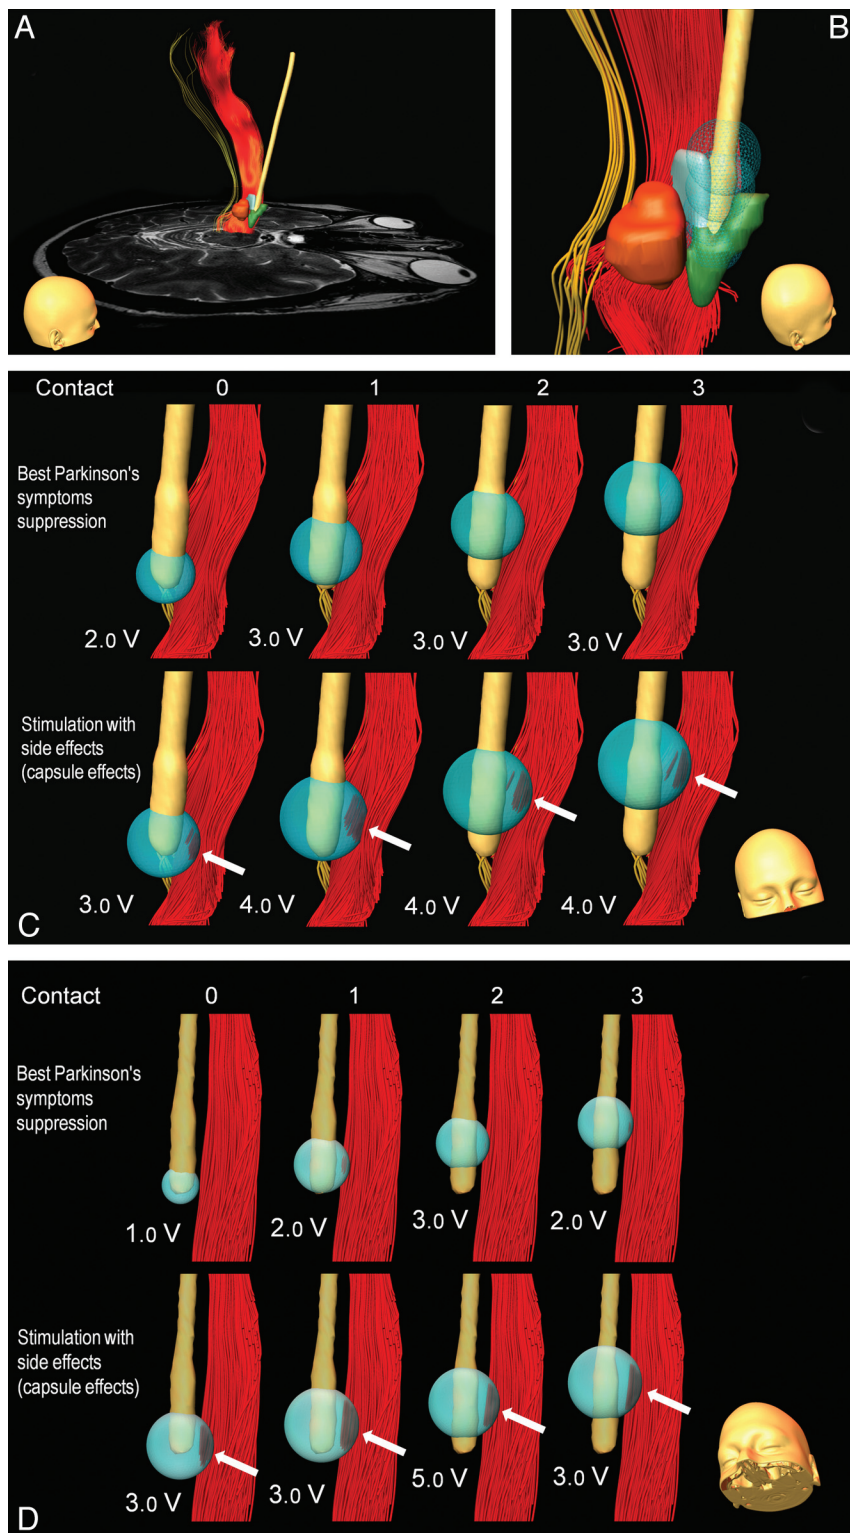 A
B
Contact 0 1 2 3
Best Parkinson's
symptoms
suppression
2.0 V 3.0 V 3.0 V 3.0 V
Stimulation with
side effects
(capsule effects)
3.0 V 4.0 V 4.0 V 4.0 V
C
Contact 0 1 2 3
Best Parkinson's
symptoms
suppression
1.0 V 2.0 V 3.0 V 2.0 V
Stimulation with
side effects
(capsule effects)
3.0 V 3.0 V 5.0 V 3.0 V
D